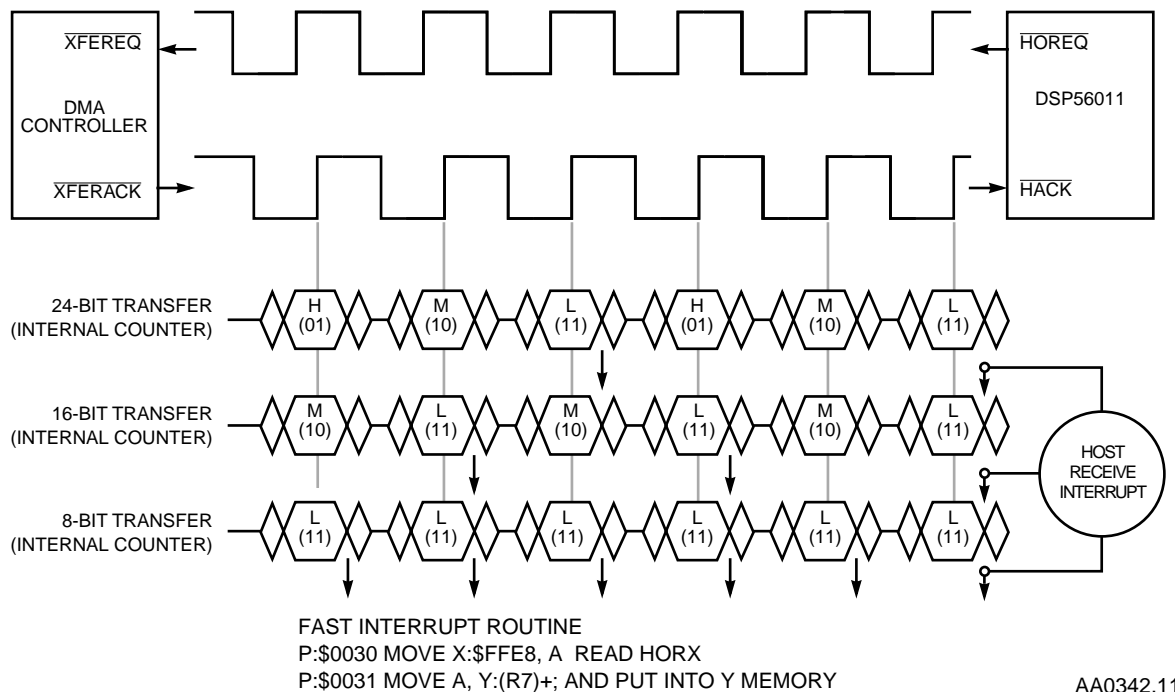 XFEREQ
HOREQ
DMA
CONTROLLER
DSP56011
XFERACK
HACK
24-BIT TRANSFER
(INTERNAL COUNTER)
H
(01)
M
(10)
L
(11)
H
(01)
M
(10)
L
(11)
16-BIT TRANSFER
(INTERNAL COUNTER)
M
(10)
L
(11)
M
(10)
L
(11)
M
(10)
L
(11)
HOST
RECEIVE
INTERRUPT
8-BIT TRANSFER
(INTERNAL COUNTER)
L
(11)
L
(11)
L
(11)
L
(11)
L
(11)
L
(11)
FAST INTERRUPT ROUTINE
P:$0030 MOVE X:$FFE8, A  READ HORX
P:$0031 MOVE A, Y:(R7)+; AND PUT INTO Y MEMORY
AA0342.11